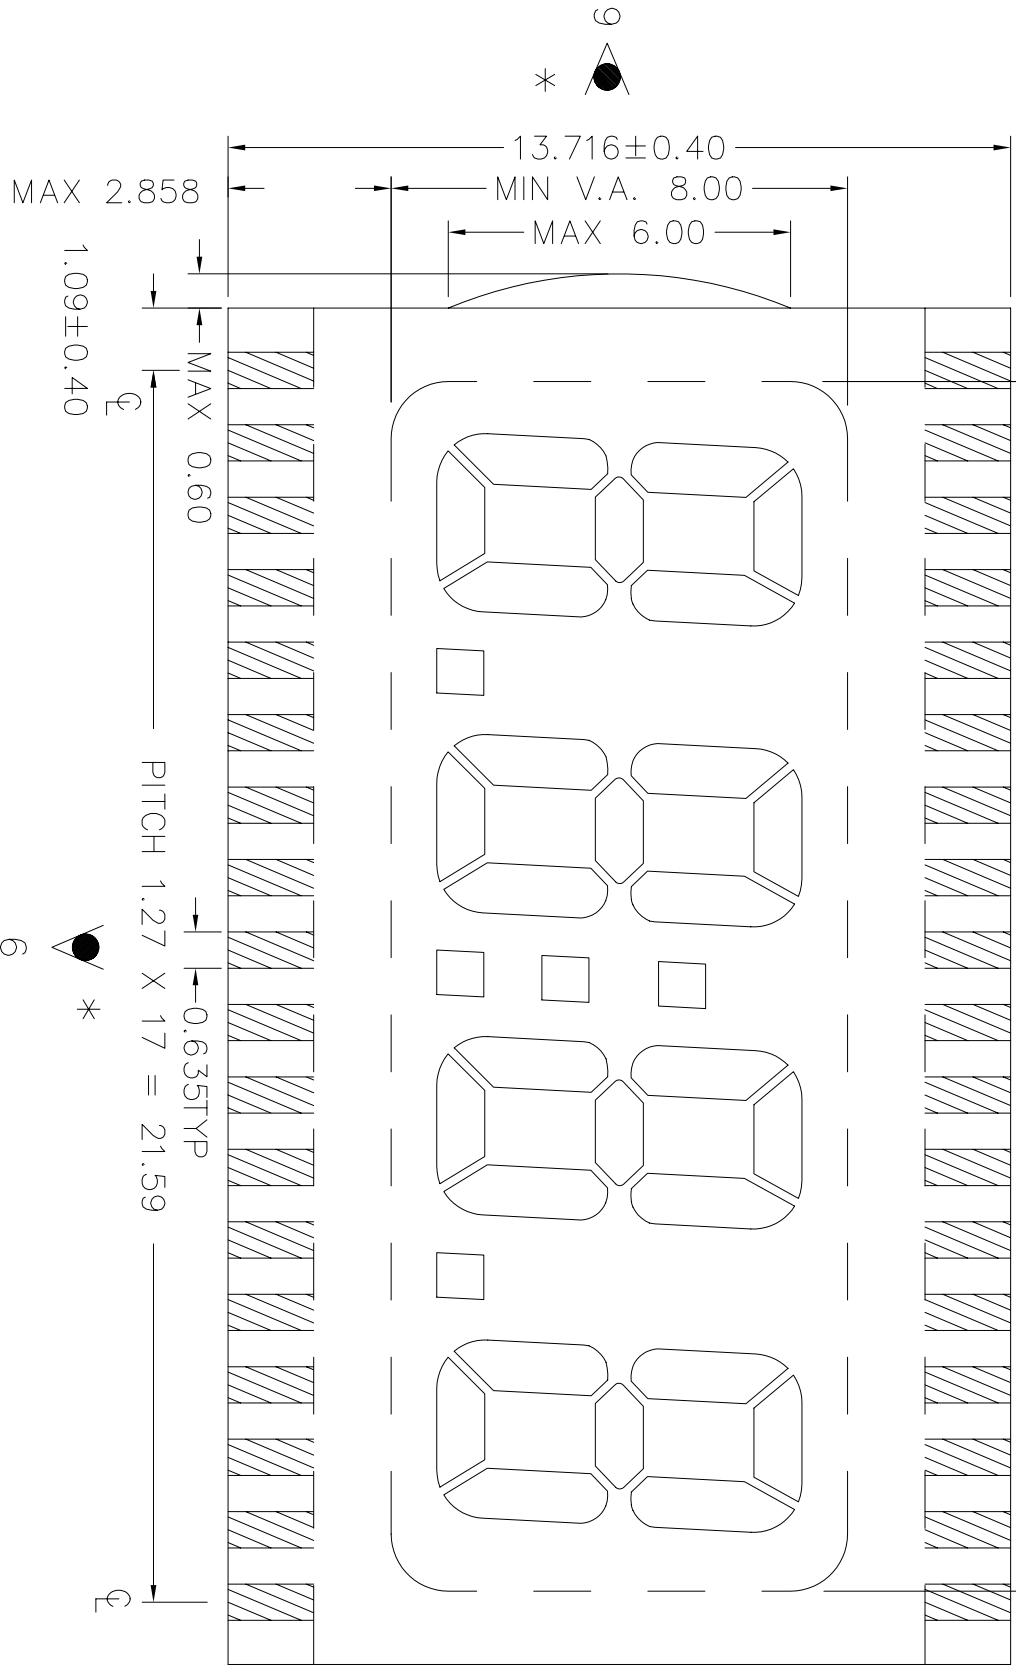 9
*
13.716±0.40
MAX 2.858
MIN V.A. 8.00
MAX 6.00
1.09±0.40
MAX 0.60
℄
PITCH 1.27 X 17 = 21.59
0.635TYP
6
*
℄